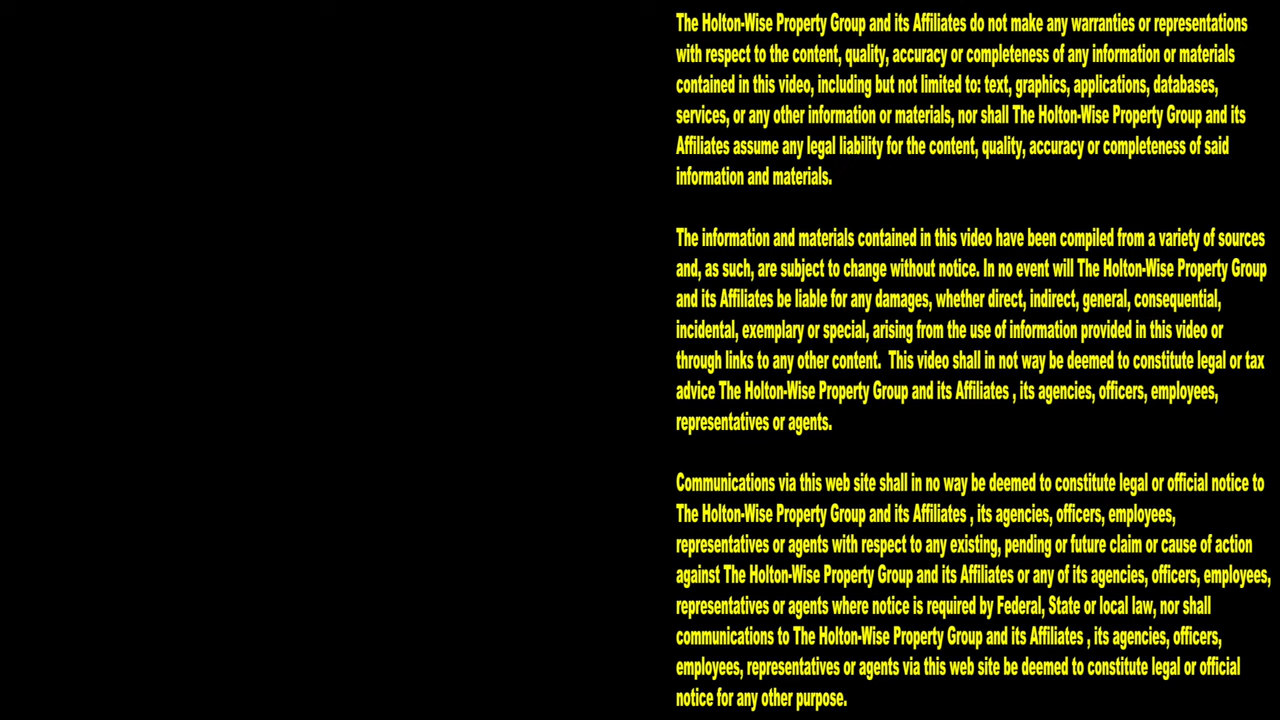 The Holton-Wise Property Group and its Affiliates do not make any warranties or representations
with respect to the content, quality, accuracy or completeness of any information or materials
contained in this video, including but not limited to: text, graphics, applications, databases,
services, or any other information or materials, nor shall The Holton-Wise Property Group and its
Affiliates assume any legal liability for the content, quality, accuracy or completeness of said
information and materials.
The information and materials contained in this video have been compiled from a variety of sources
and, as such, are subject to change without notice. In no event will The Holton-Wise Property Group
and its Affiliates be liable for any damages, whether direct, indirect, general, consequential,
incidental, exemplary or special, arising from the use of information provided in this video or
through links to any other content.  This video shall in not way be deemed to constitute legal or tax
advice The Holton-Wise Property Group and its Affiliates , its agencies, officers, employees,
representatives or agents.
Communications via this web site shall in no way be deemed to constitute legal or official notice to
The Holton-Wise Property Group and its Affiliates , its agencies, officers, employees,
representatives or agents with respect to any existing, pending or future claim or cause of action
against The Holton-Wise Property Group and its Affiliates or any of its agencies, officers, employees,
representatives or agents where notice is required by Federal, State or local law, nor shall
communications to The Holton-Wise Property Group and its Affiliates , its agencies, officers,
employees, representatives or agents via this web site be deemed to constitute legal or official
notice for any other purpose.